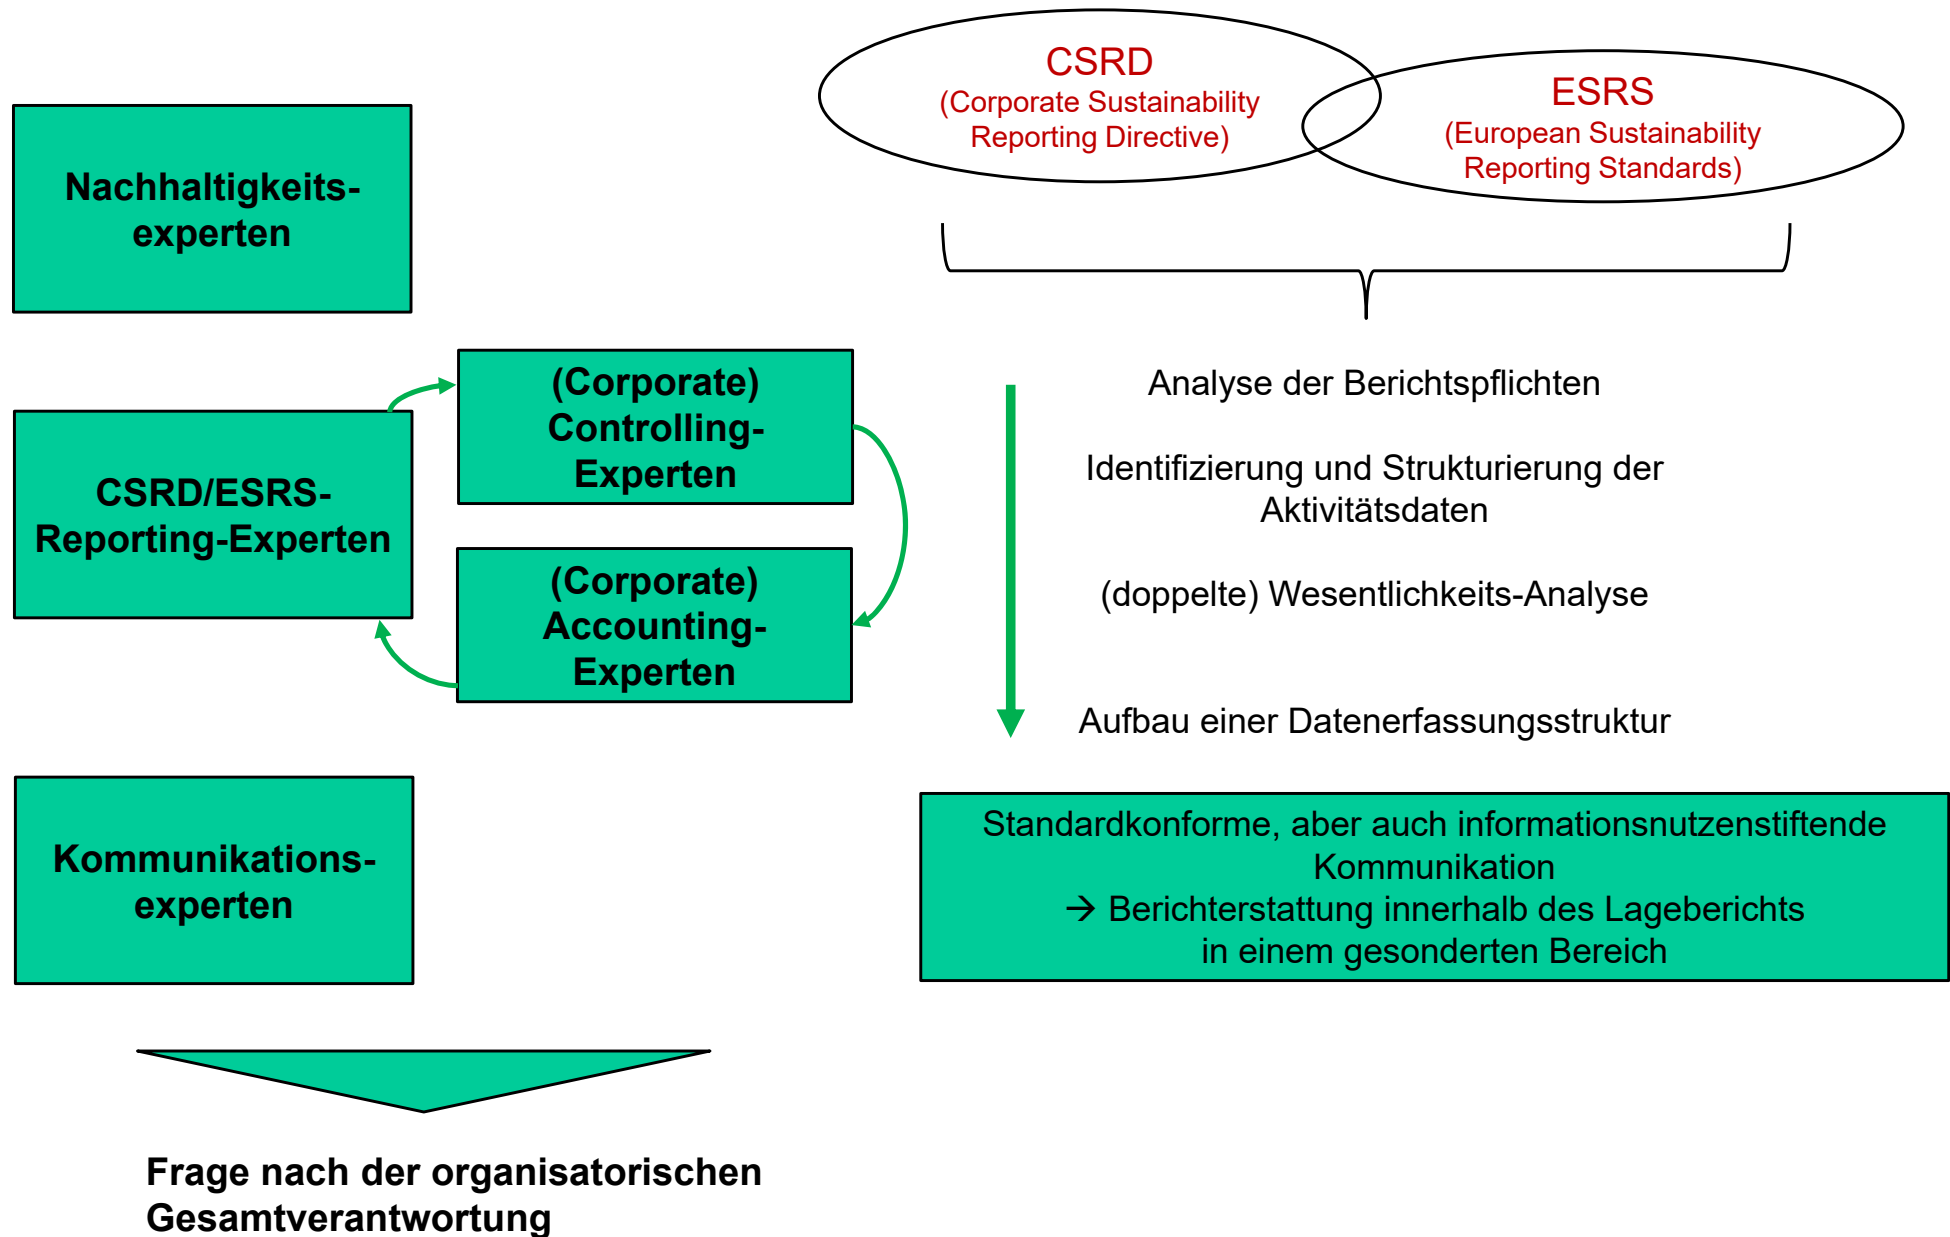 CSRD
(Corporate Sustainability
Reporting Directive)
ESRS
(European Sustainability
Reporting Standards)
Nachhaltigkeits-
experten
CSRD/ESRS-
Reporting-Experten
(Corporate)
Controlling-
Experten
(Corporate)
Accounting-
Experten
Kommunikations-
experten
Frage nach der organisatorischen
Gesamtverantwortung
Analyse der Berichtspflichten
Identifizierung und Strukturierung der
Aktivitätsdaten
(doppelte) Wesentlichkeits-Analyse
Aufbau einer Datenerfassungsstruktur
Standardkonforme, aber auch informationsnutzenstiftende
Kommunikation
→ Berichterstattung innerhalb des Lageberichts
in einem gesonderten Bereich